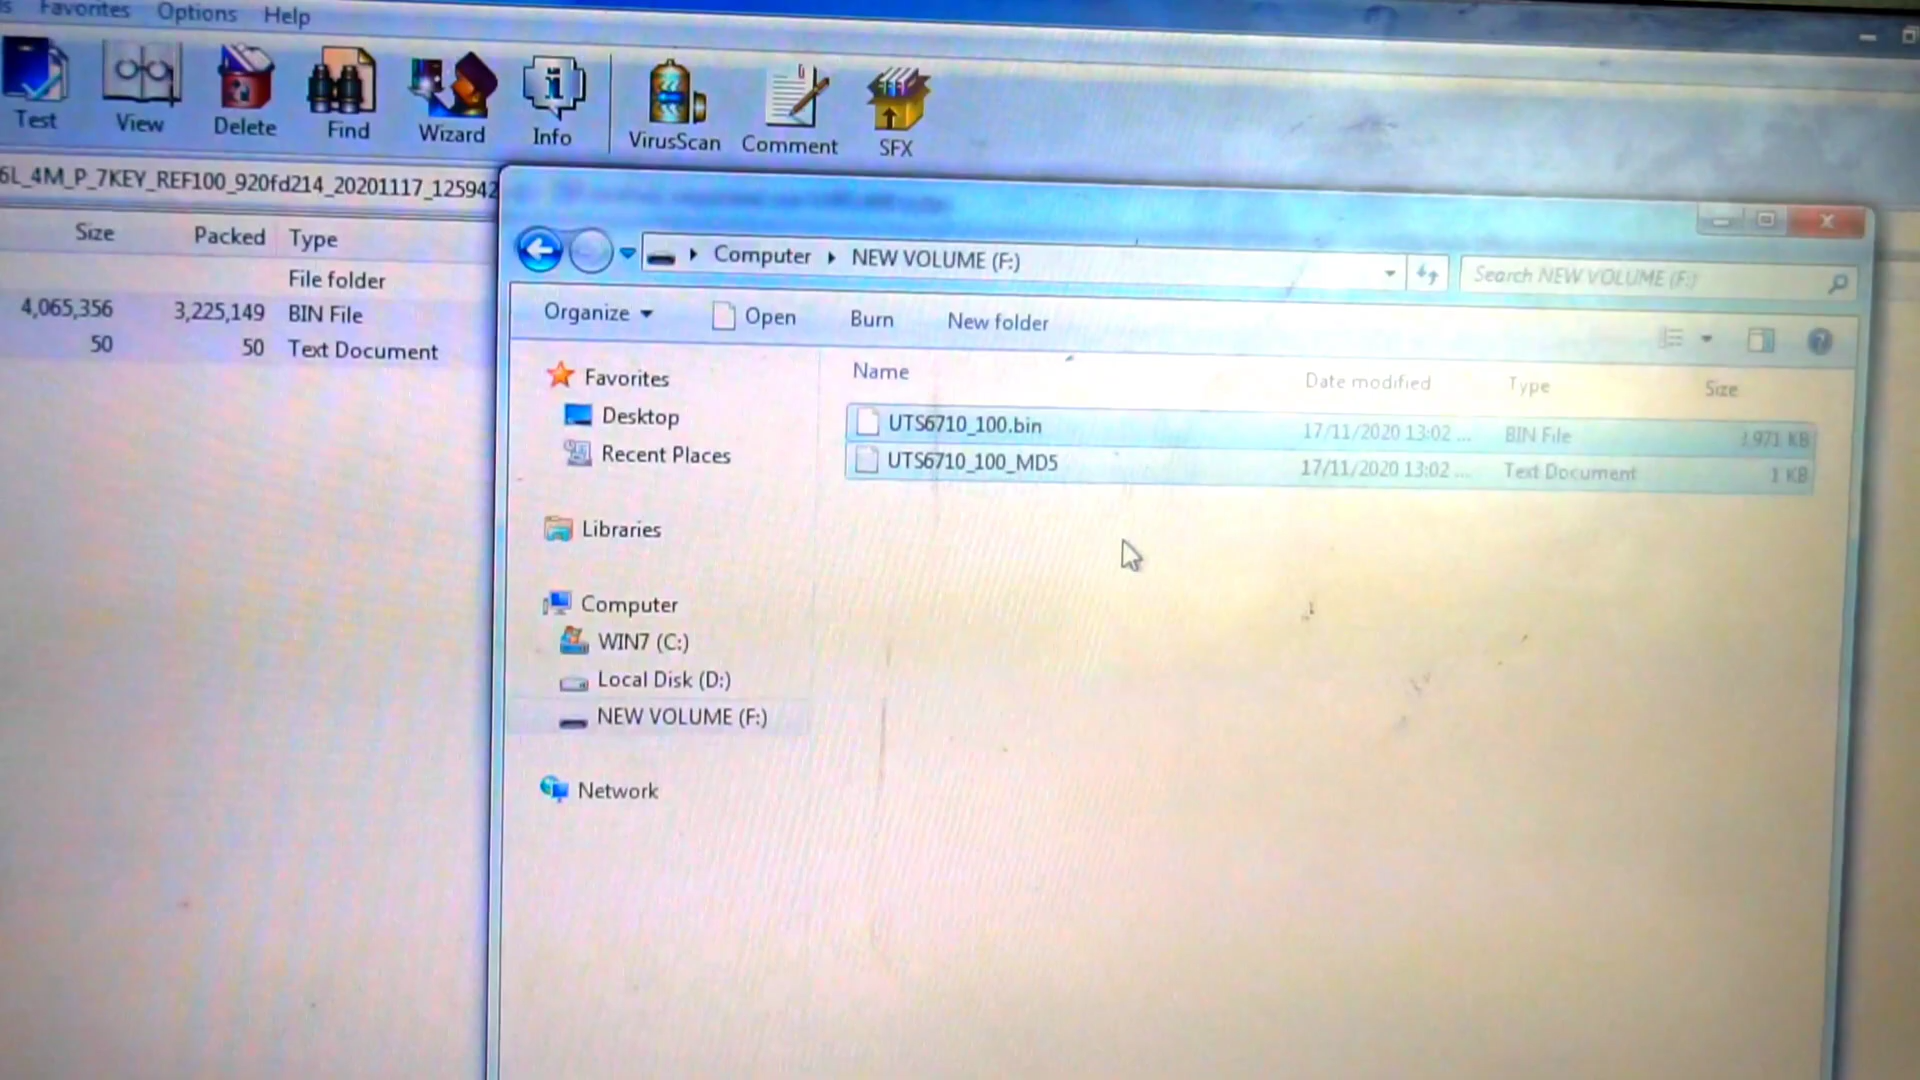 Favorites Options Help
Test View Delete Find Wizard Info VirusScan Comment SFX
6L_4M_P_7KEY_REF100_920fd214_20201117_125942
Size Packed Type
File folder
4,065,356 3,225,149 BIN File
50 50 Text Document
Computer NEW VOLUME (F:)
Search NEW VOLUME (F:)
Organize Open Burn New folder
Favorites
Desktop
Recent Places
Libraries
Computer
WIN7 (C:)
Local Disk (D:)
NEW VOLUME (F:)
Network
Name Date modified Type Size
UTS6710_100.bin 17/11/2020 13:02 ... BIN File 3 971 KB
UTS6710_100_MD5 17/11/2020 13:02 ... Text Document 1 KB